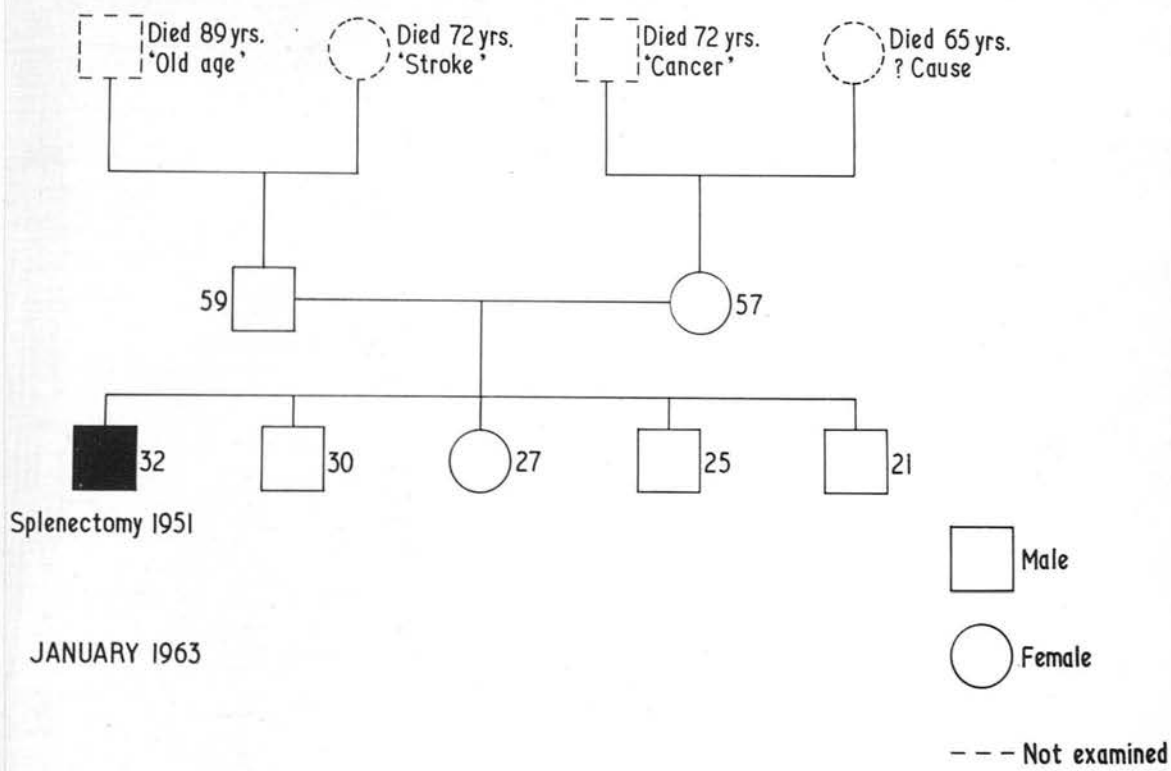 Died 89 yrs.
'Old age'
Died 72 yrs.
'Stroke'
Died 72 yrs.
'Cancer'
Died 65 yrs.
? Cause
59
57
32
30
27
25
21
Splenectomy 1951
Male
JANUARY 1963
Female
Not examined